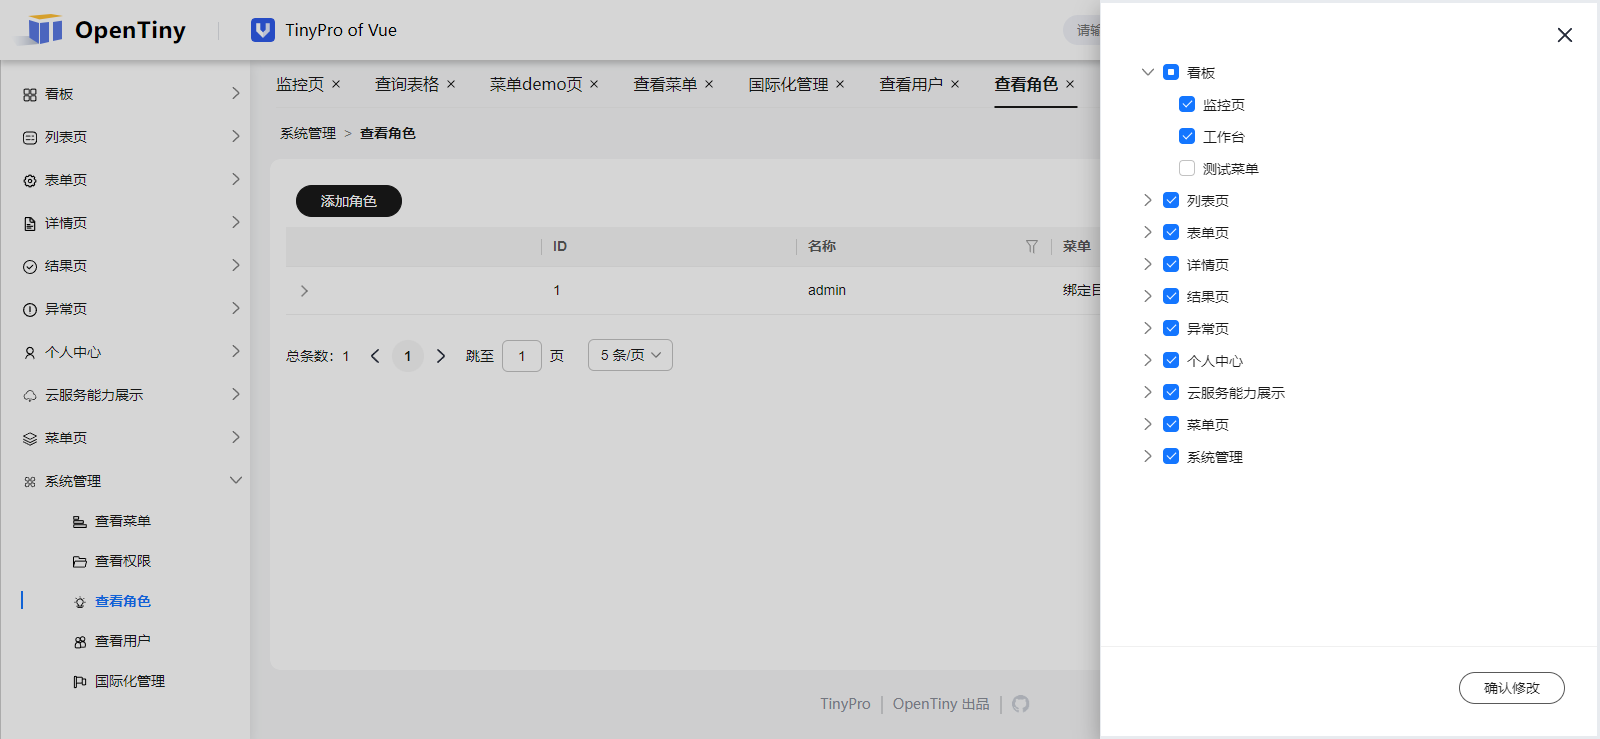 OpenTiny
TinyPro of Vue
请输
看板
列表页
表单页
详情页
结果页
异常页
个人中心
云服务能力展示
菜单页
系统管理
查看菜单
查看权限
查看角色
查看用户
国际化管理
监控页 查询表格 菜单demo页 查看菜单 国际化管理 查看用户 查看角色
系统管理 > 查看角色
添加角色
ID 名称 菜单
1 admin 绑定
总条数: 1 1 跳至 1 页 5 条/页
TinyPro OpenTiny 出品
看板
监控页
工作台
测试菜单
列表页
表单页
详情页
结果页
异常页
个人中心
云服务能力展示
菜单页
系统管理
确认修改